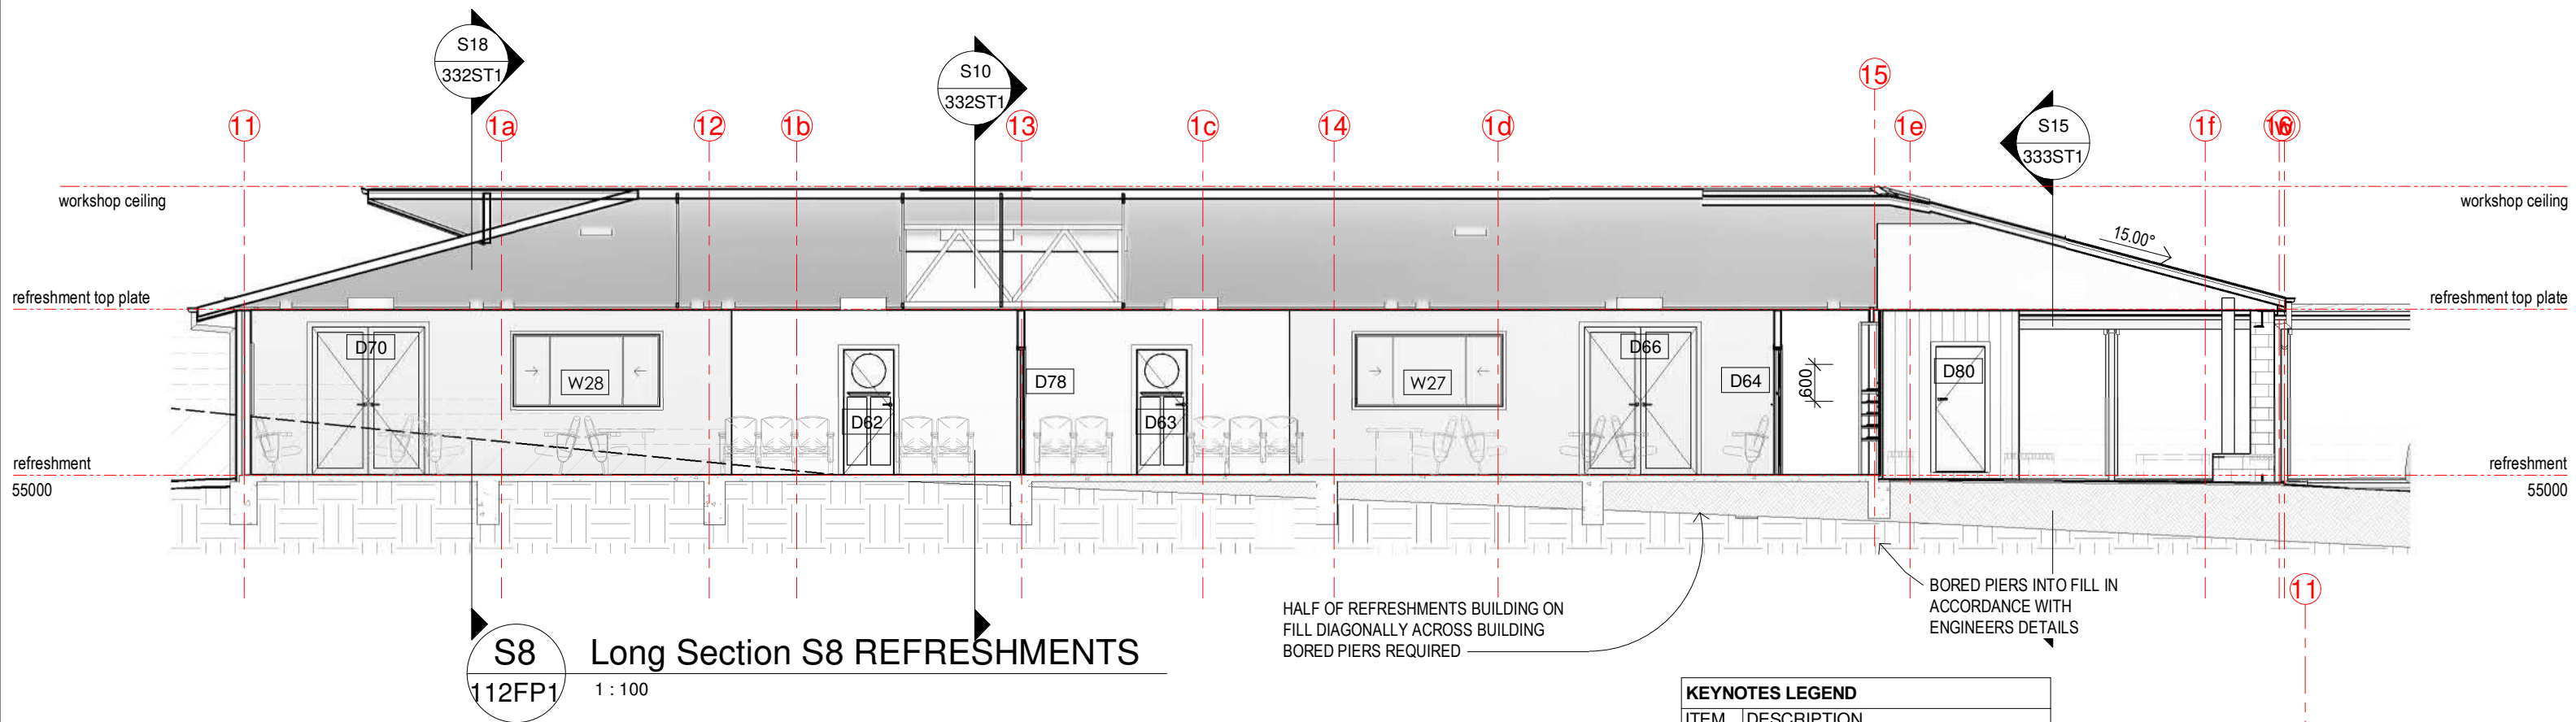 S18
332ST1
S10
332ST1
15
11
1a
12
1b
13
1c
14
1d
1e
S15
333ST1
1f
16
workshop ceiling
workshop ceiling
15.00°
refreshment top plate
refreshment top plate
D70
W28
D62
D78
D63
W27
D66
D64
600
D80
refreshment
55000
refreshment
55000
HALF OF REFRESHMENTS BUILDING ON
FILL DIAGONALLY ACROSS BUILDING
BORED PIERS REQUIRED
BORED PIERS INTO FILL IN
ACCORDANCE WITH
ENGINEERS DETAILS
11
S8
112FP1
Long Section S8 REFRESHMENTS
1 : 100
KEYNOTES LEGEND
ITEM DESCRIPTION